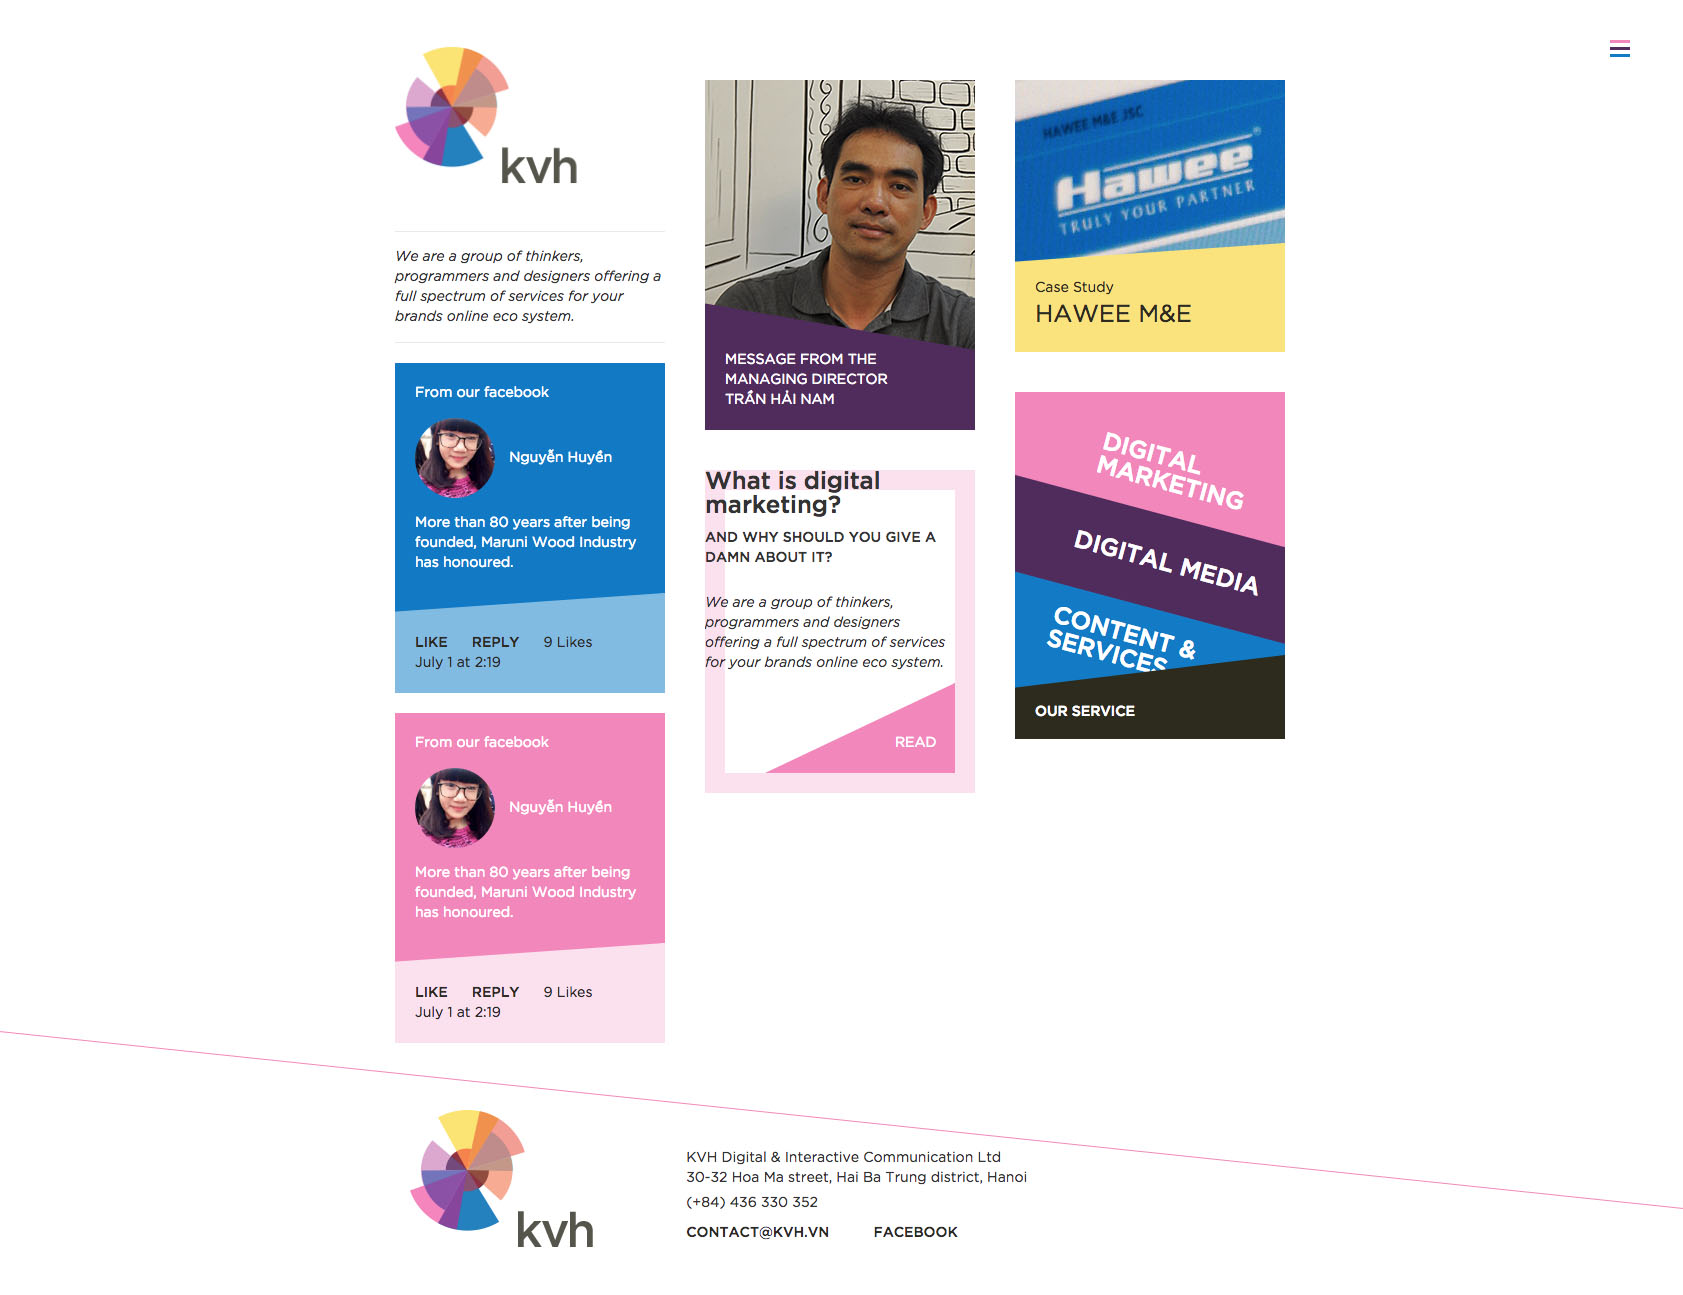 kvh
We are a group of thinkers,
programmers and designers offering a
full spectrum of services for your
brands online eco system.
From our facebook
Nguyễn Huyền
More than 80 years after being
founded, Maruni Wood Industry
has honoured.
LIKE REPLY 9 Likes
July 1 at 2:19
From our facebook
Nguyễn Huyền
More than 80 years after being
founded, Maruni Wood Industry
has honoured.
LIKE REPLY 9 Likes
July 1 at 2:19
MESSAGE FROM THE
MANAGING DIRECTOR
TRẦN HẢI NAM
What is digital
marketing?
AND WHY SHOULD YOU GIVE A
DAMN ABOUT IT?
We are a group of thinkers,
programmers and designers
offering a full spectrum of services
for your brands online eco system.
READ
HAWEE M&E JSC
Hawee®
TRULY YOUR PARTNER
Case Study
HAWEE M&E
DIGITAL
MARKETING
DIGITAL MEDIA
CONTENT &
SERVICES
OUR SERVICE
kvh
KVH Digital & Interactive Communication Ltd
30-32 Hoa Ma street, Hai Ba Trung district, Hanoi
(+84) 436 330 352
CONTACT@KVH.VN FACEBOOK